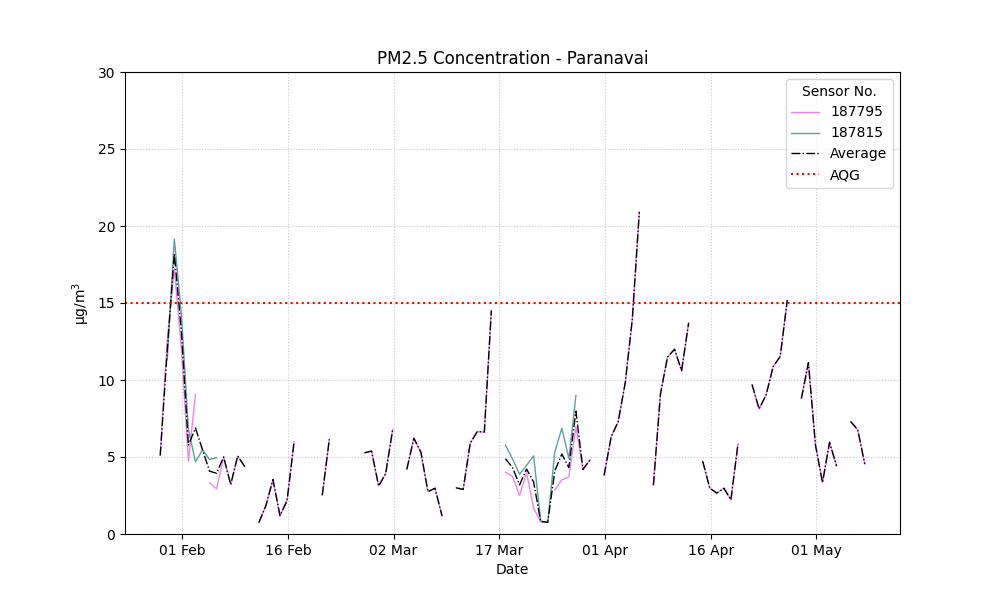 PM2.5 Concentration - Paranavai
30
25
20
15
10
5
0
µg/m³
Sensor No.
187795
187815
Average
AQG
01 Feb
16 Feb
02 Mar
17 Mar
01 Apr
16 Apr
01 May
Date